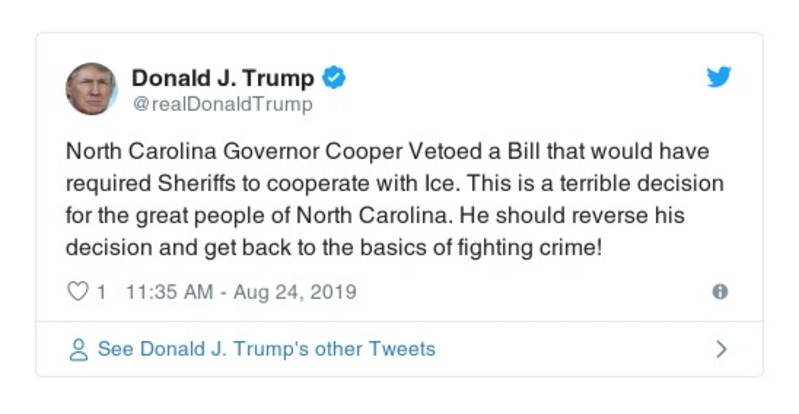 Donald J. Trump
@realDonaldTrump
North Carolina Governor Cooper Vetoed a Bill that would have
required Sheriffs to cooperate with Ice. This is a terrible decision
for the great people of North Carolina. He should reverse his
decision and get back to the basics of fighting crime!
1 11:35 AM - Aug 24, 2019
See Donald J. Trump's other Tweets